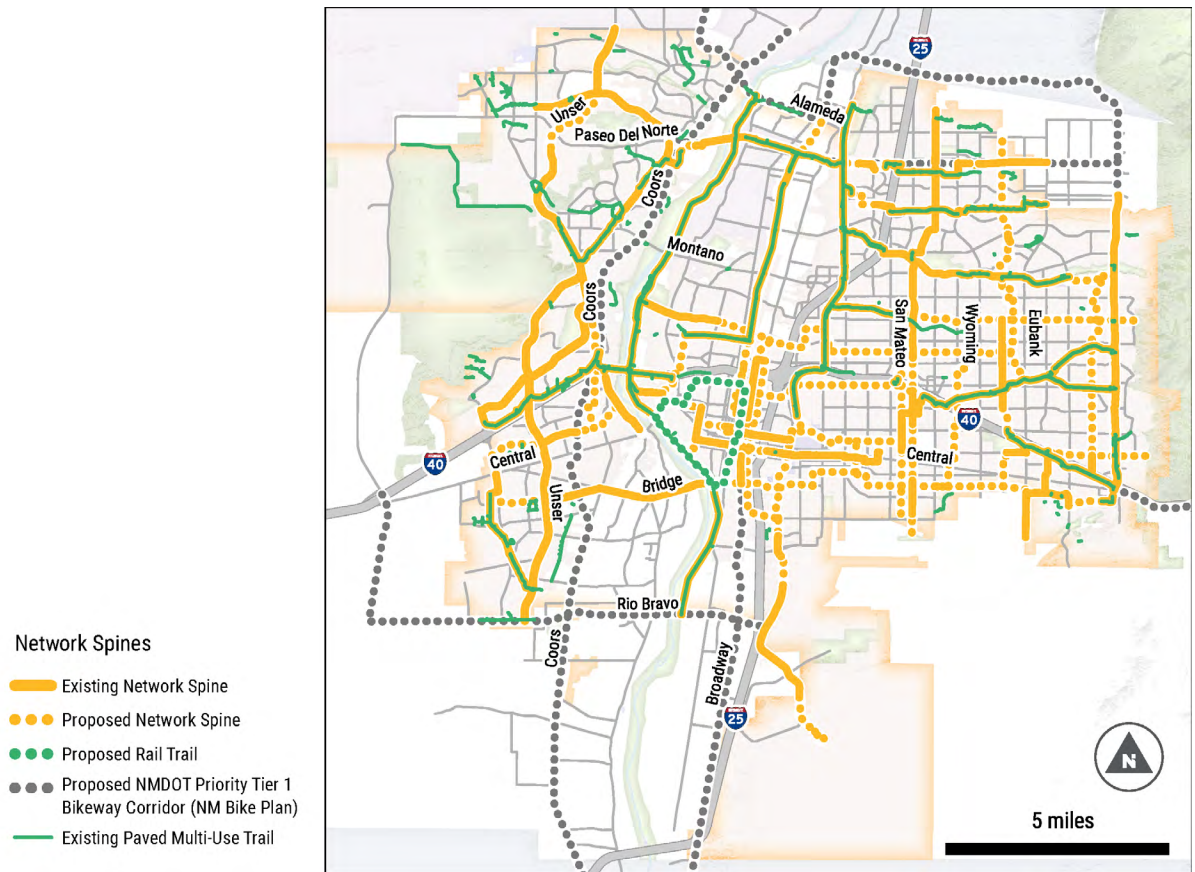 Network Spines
Existing Network Spine
Proposed Network Spine
Proposed Rail Trail
Proposed NMDOT Priority Tier 1
Bikeway Corridor (NM Bike Plan)
Existing Paved Multi-Use Trail
25
Unser
Alameda
Paseo Del Norte
Coors
Montano
Coors
San Mateo
Wyoming
Eubank
40
Central
40
Central
Unser
Bridge
Rio Bravo
Coors
Broadway
25
N
5 miles